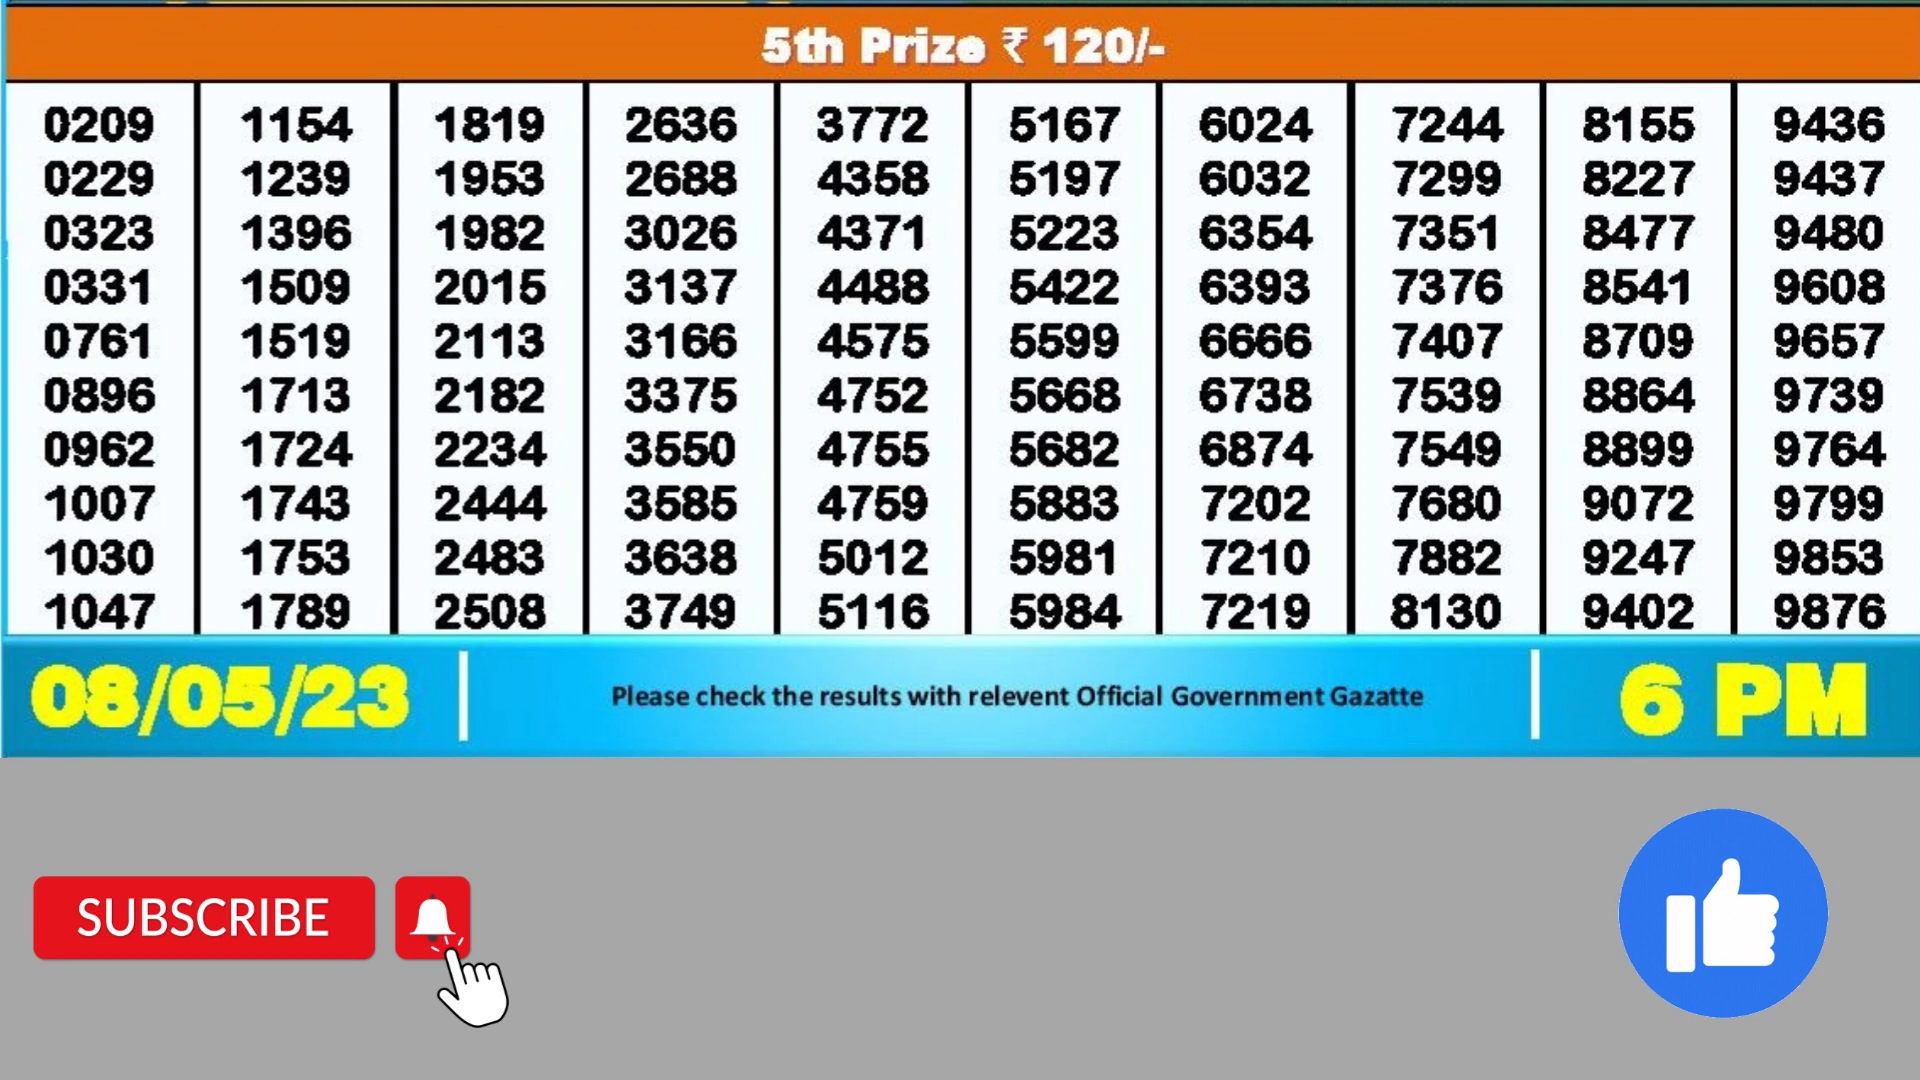 5th Prize ₹ 120/-
0209 1154 1819 2636 3772 5167 6024 7244 8155 9436
0229 1239 1953 2688 4358 5197 6032 7299 8227 9437
0323 1396 1982 3026 4371 5223 6354 7351 8477 9480
0331 1509 2015 3137 4488 5422 6393 7376 8541 9608
0761 1519 2113 3166 4575 5599 6666 7407 8709 9657
0896 1713 2182 3375 4752 5668 6738 7539 8864 9739
0962 1724 2234 3550 4755 5682 6874 7549 8899 9764
1007 1743 2444 3585 4759 5883 7202 7680 9072 9799
1030 1753 2483 3638 5012 5981 7210 7882 9247 9853
1047 1789 2508 3749 5116 5984 7219 8130 9402 9876
08/05/23 Please check the results with relevent Official Government Gazatte 6 PM
SUBSCRIBE